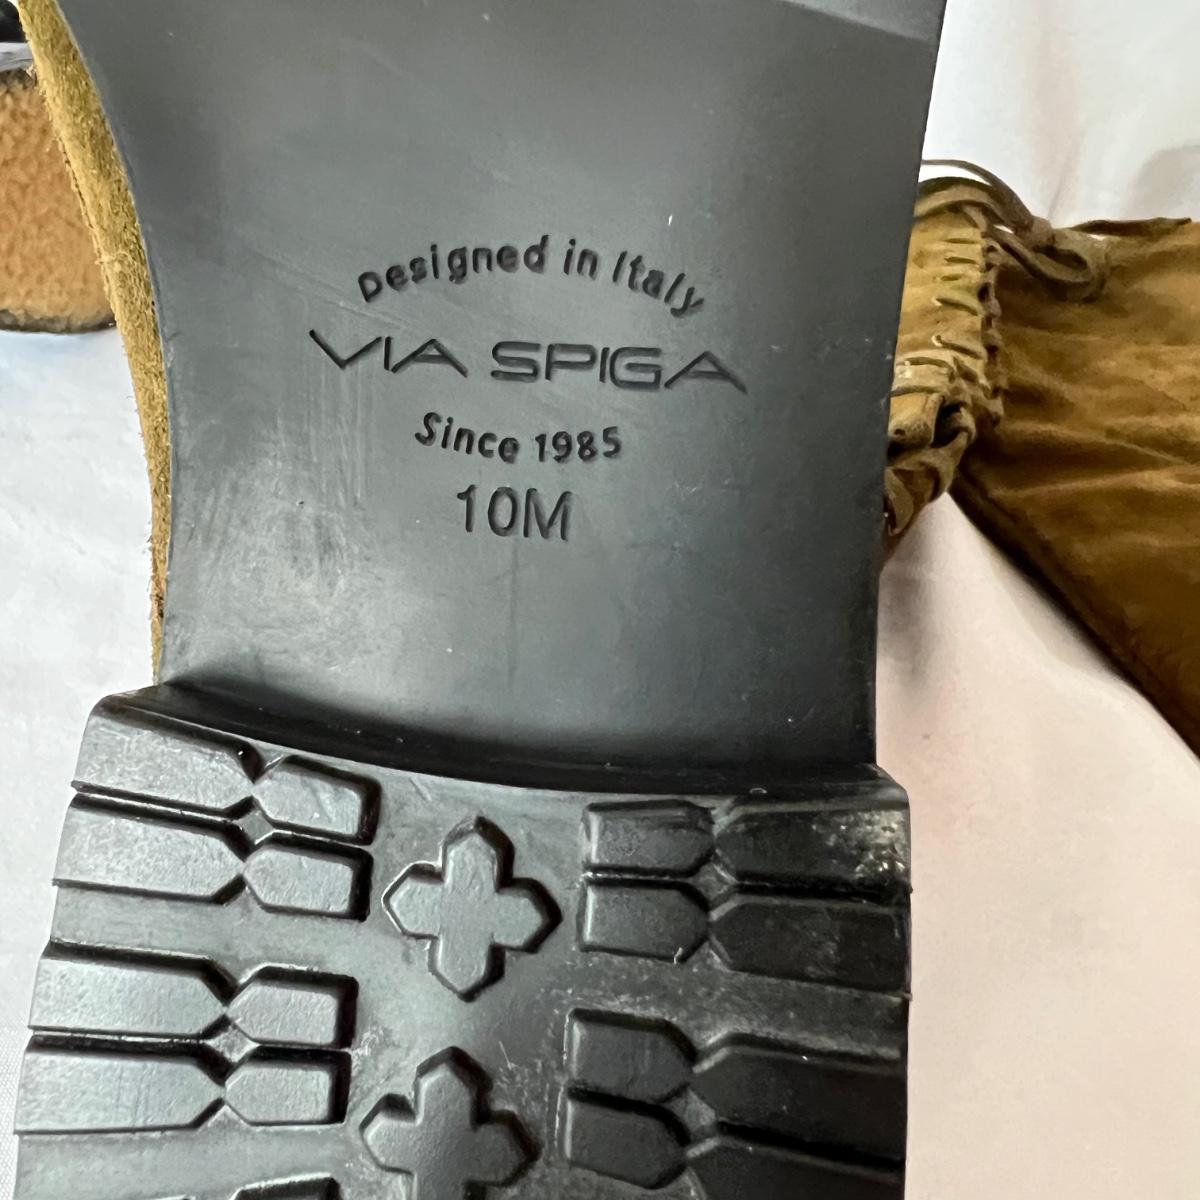 Designed in Italy
VIA SPIGA
Since 1985
10M